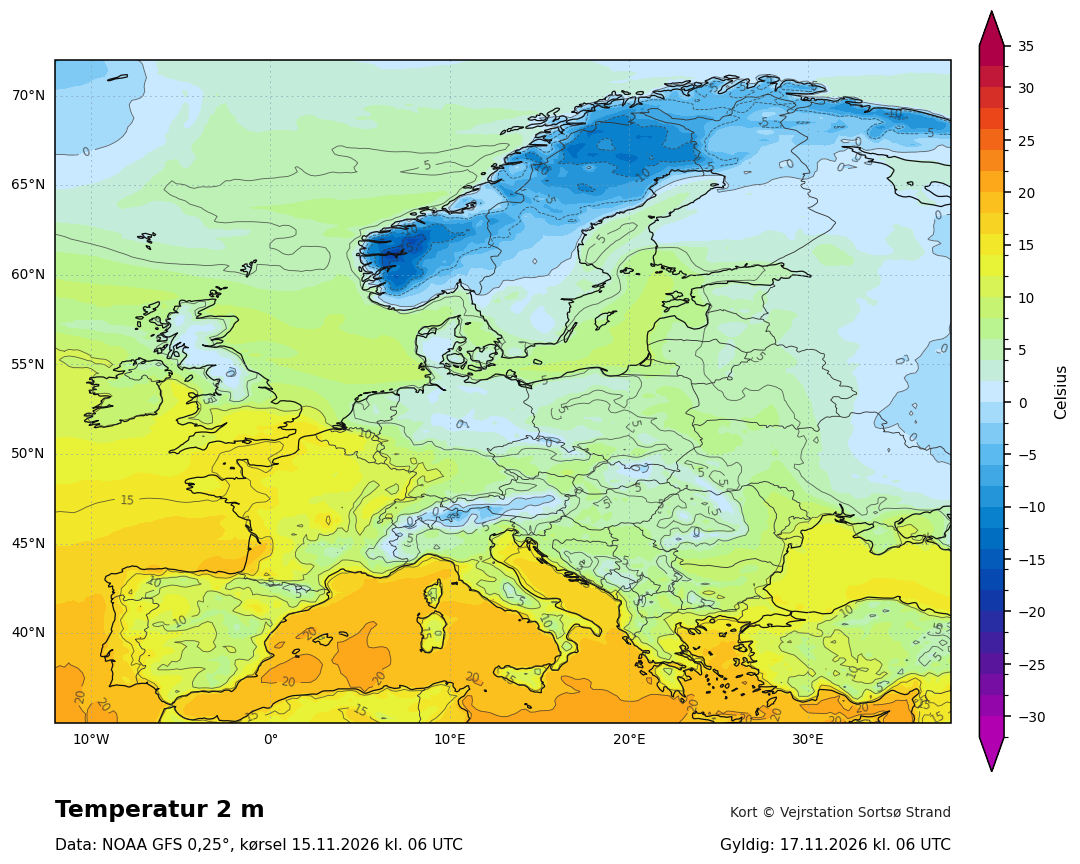 70°N
65°N
60°N
55°N
50°N
45°N
40°N
10°W
0°
10°E
20°E
30°E
35
30
25
20
15
10
5
0
−5
−10
−15
−20
−25
−30
Celsius
Temperatur 2 m
Kort © Vejrstation Sortsø Strand
Data: NOAA GFS 0,25°, kørsel 15.11.2026 kl. 06 UTC
Gyldig: 17.11.2026 kl. 06 UTC